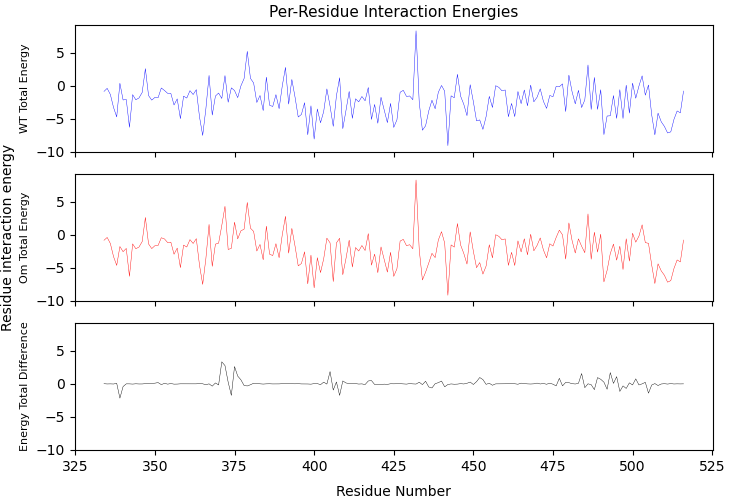 Per-Residue Interaction Energies
Residue interaction energy
WT Total Energy
5
0
−5
−10
Om Total Energy
5
0
−5
−10
Energy Total Difference
5
0
−5
−10
325 350 375 400 425 450 475 500 525
Residue Number